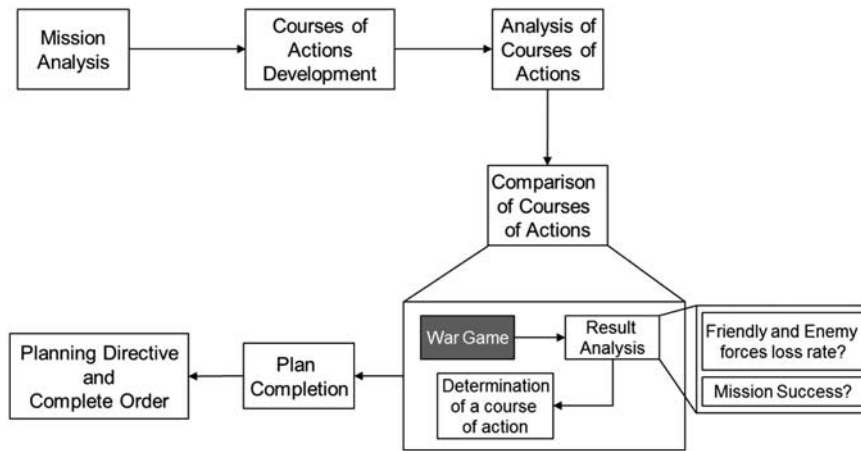 Mission
Analysis
Courses of
Actions
Development
Analysis of
Courses of
Actions
Comparison
of Courses
of Actions
War Game
Result
Analysis
Friendly and Enemy
forces loss rate?
Mission Success?
Determination
of a course
of action
Plan
Completion
Planning Directive
and
Complete Order